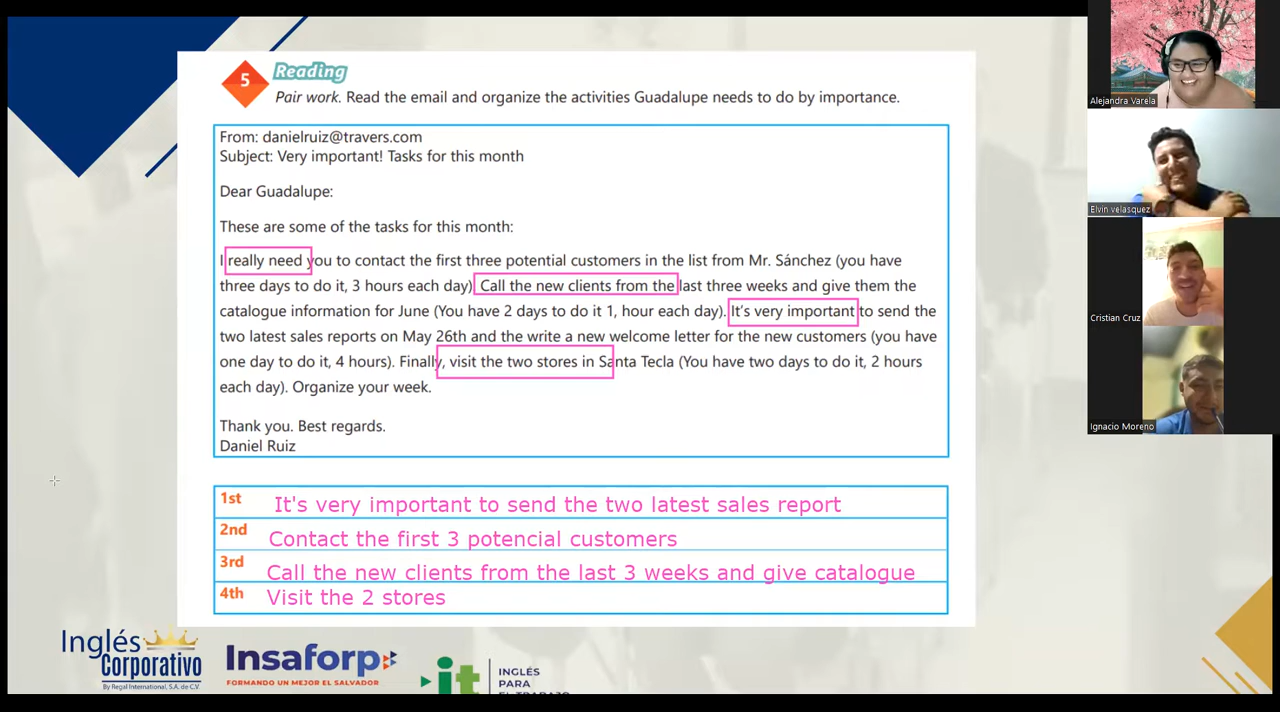 5
Reading
Pair work. Read the email and organize the activities Guadalupe needs to do by importance.
From: danielruiz@travers.com
Subject: Very important! Tasks for this month
Dear Guadalupe:
These are some of the tasks for this month:
I really need you to contact the first three potential customers in the list from Mr. Sánchez (you have
three days to do it, 3 hours each day). Call the new clients from the last three weeks and give them the
catalogue information for June (You have 2 days to do it 1, hour each day). It's very important to send the
two latest sales reports on May 26th and the write a new welcome letter for the new customers (you have
one day to do it, 4 hours). Finally, visit the two stores in Santa Tecla (You have two days to do it, 2 hours
each day). Organize your week.
Thank you. Best regards.
Daniel Ruiz
1st It's very important to send the two latest sales report
2nd Contact the first 3 potencial customers
3rd Call the new clients from the last 3 weeks and give catalogue
4th Visit the 2 stores
Inglés
Corporativo
By Regal International, S.A. de C.V.
Insaforp
FORMANDO UN MEJOR EL SALVADOR
it
INGLÉS
PARA
EL TRABAJO
Alejandra Varela
Elvin velasquez
Cristian Cruz
Ignacio Moreno